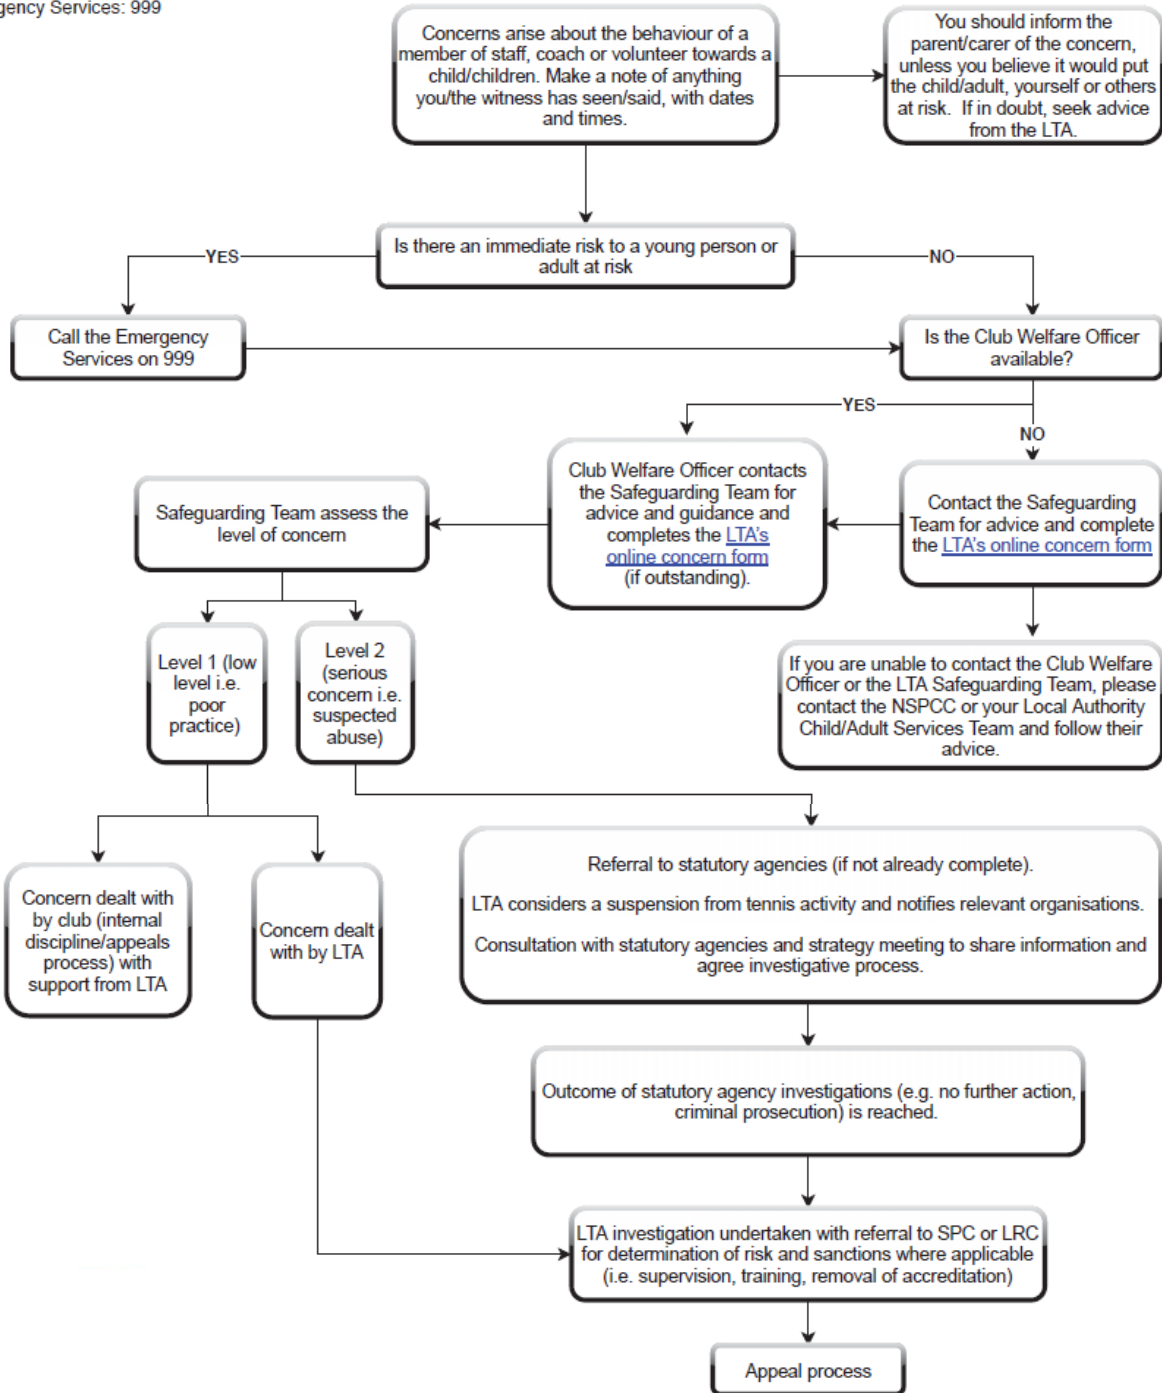 gency Services: 999
Concerns arise about the behaviour of a
member of staff, coach or volunteer towards a
child/children. Make a note of anything
you/the witness has seen/said, with dates
and times.
You should inform the
parent/carer of the concern,
unless you believe it would put
the child/adult, yourself or others
at risk. If in doubt, seek advice
from the LTA.
Is there an immediate risk to a young person or
adult at risk
YES
NO
Call the Emergency
Services on 999
Is the Club Welfare Officer
available?
YES
NO
Club Welfare Officer contacts
the Safeguarding Team for
advice and guidance and
completes the LTA's
online concern form
(if outstanding).
Contact the Safeguarding
Team for advice and complete
the LTA's online concern form
Safeguarding Team assess the
level of concern
Level 1 (low
level i.e.
poor
practice)
Level 2
(serious
concern i.e.
suspected
abuse)
If you are unable to contact the Club Welfare
Officer or the LTA Safeguarding Team, please
contact the NSPCC or your Local Authority
Child/Adult Services Team and follow their
advice.
Concern dealt with
by club (internal
discipline/appeals
process) with
support from LTA
Concern dealt
with by LTA
Referral to statutory agencies (if not already complete).
LTA considers a suspension from tennis activity and notifies relevant organisations.
Consultation with statutory agencies and strategy meeting to share information and
agree investigative process.
Outcome of statutory agency investigations (e.g. no further action,
criminal prosecution) is reached.
LTA investigation undertaken with referral to SPC or LRC
for determination of risk and sanctions where applicable
(i.e. supervision, training, removal of accreditation)
Appeal process